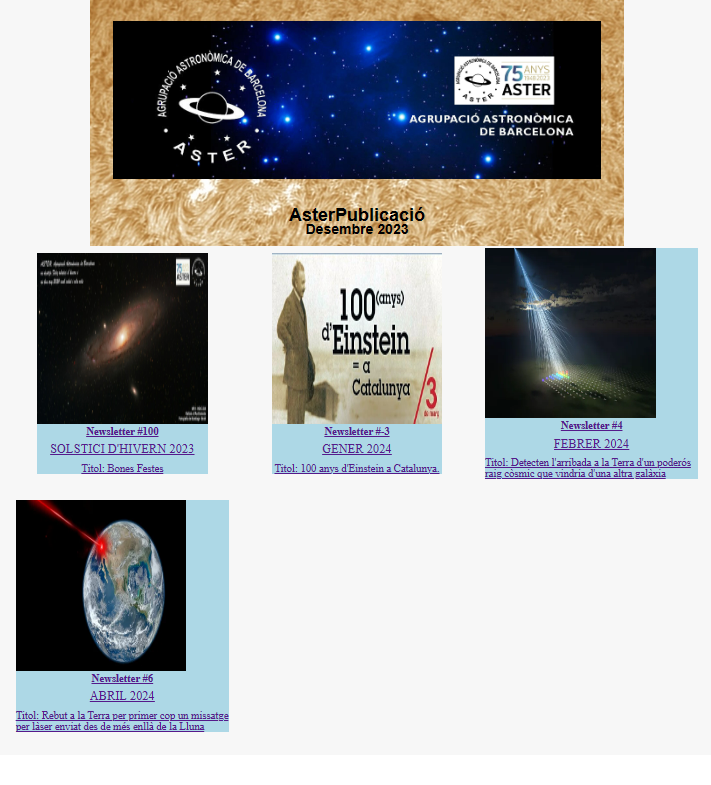 AGRUPACIÓ ASTRONÒMICA DE BARCELONA
ASTER
75 ANYS
ASTER
AGRUPACIÓ ASTRONÒMICA
DE BARCELONA
AsterPublicació
Desembre 2023
75
ASTER
Newsletter #100
SOLSTICI D'HIVERN 2023
Titol: Bones Festes
100 (anys)
d'Einstein
= a
Catalunya
/3
de març
Newsletter #-3
GENER 2024
Titol: 100 anys d'Einstein a Catalunya.
Newsletter #4
FEBRER 2024
Titol: Detecten l'arribada a la Terra d'un poderós
raig còsmic que vindria d'una altra galàxia
Newsletter #6
ABRIL 2024
Titol: Rebut a la Terra per primer cop un missatge
per làser enviat des de més enllà de la Lluna